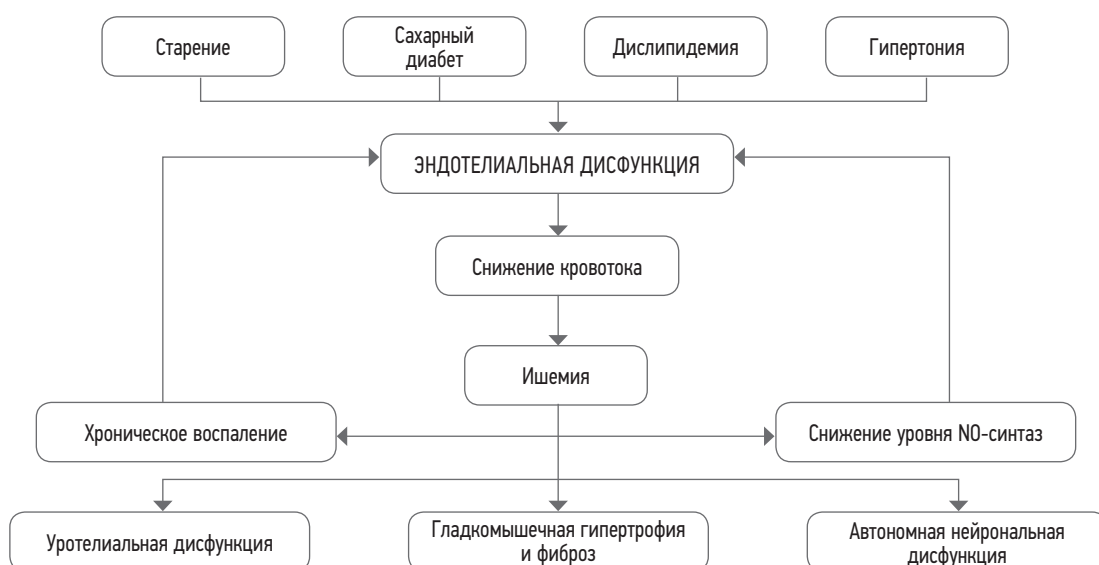 Старение
Сахарный
диабет
Дислипидемия
Гипертония
ЭНДОТЕЛИАЛЬНАЯ ДИСФУНКЦИЯ
Снижение кровотока
Ишемия
Хроническое воспаление
Снижение уровня NO-синтаз
Уротелиальная дисфункция
Гладкомышечная гипертрофия
и фиброз
Автономная нейрональная
дисфункция